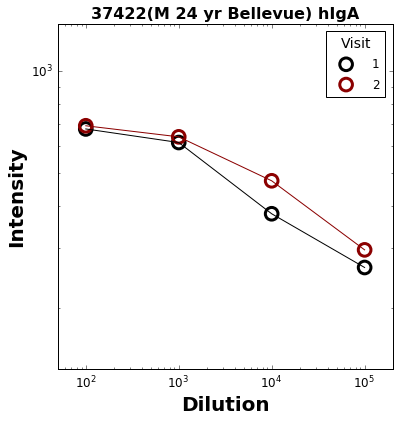 37422(M 24 yr Bellevue) hIgA
Visit
1
2
10³
Intensity
10² 10³ 10⁴ 10⁵
Dilution